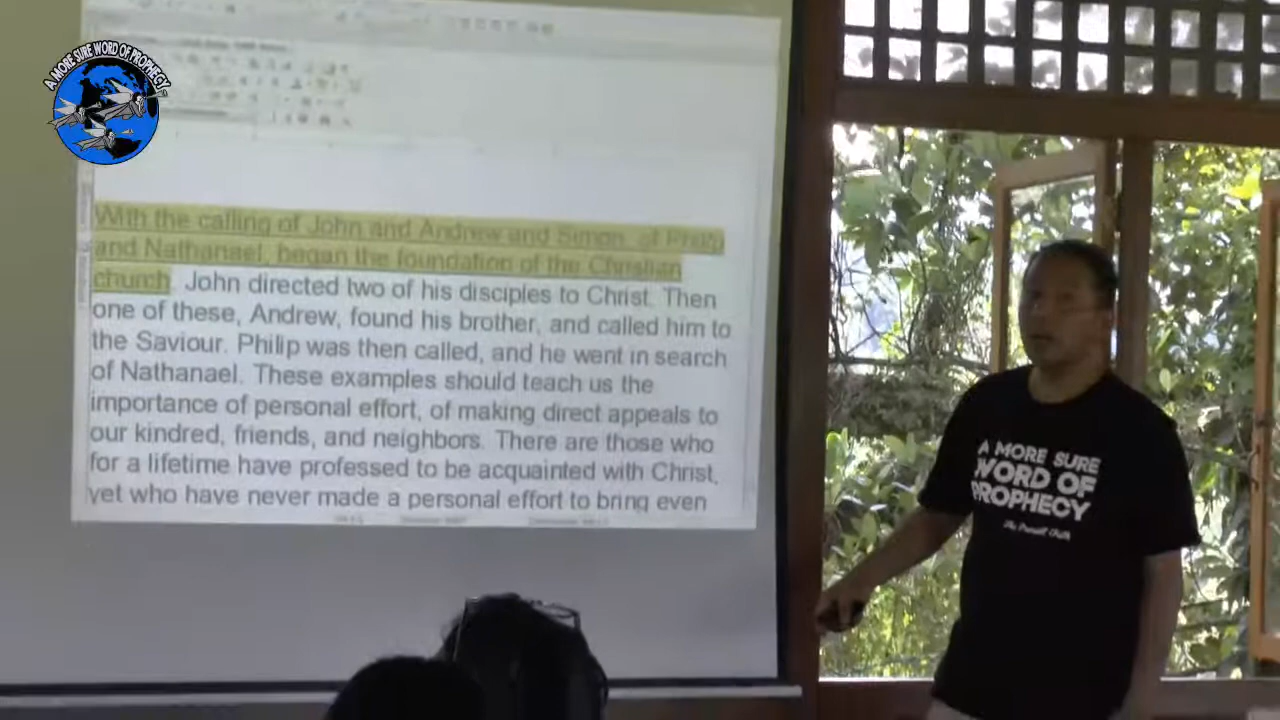 A MORE SURE WORD OF PROPHECY
With the calling of John and Andrew and Simon, of Philip
and Nathanael, began the foundation of the Christian
church. John directed two of his disciples to Christ. Then
one of these, Andrew, found his brother, and called him to
the Saviour. Philip was then called, and he went in search
of Nathanael. These examples should teach us the
importance of personal effort, of making direct appeals to
our kindred, friends, and neighbors. There are those who
for a lifetime have professed to be acquainted with Christ,
yet who have never made a personal effort to bring even
A MORE SURE
WORD OF
PROPHECY